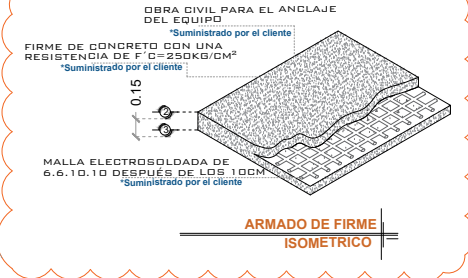 OBRA CIVIL PARA EL ANCLAJE
DEL EQUIPO
*Suministrado por el cliente
FIRME DE CONCRETO CON UNA
RESISTENCIA DE F´C=250KG/CM²
*Suministrado por el cliente
0.15
2
3
MALLA ELECTROSOLDADA DE
6.6.10.10 DESPUÉS DE LOS 10CM
*Suministrado por el cliente
ARMADO DE FIRME
ISOMETRICO